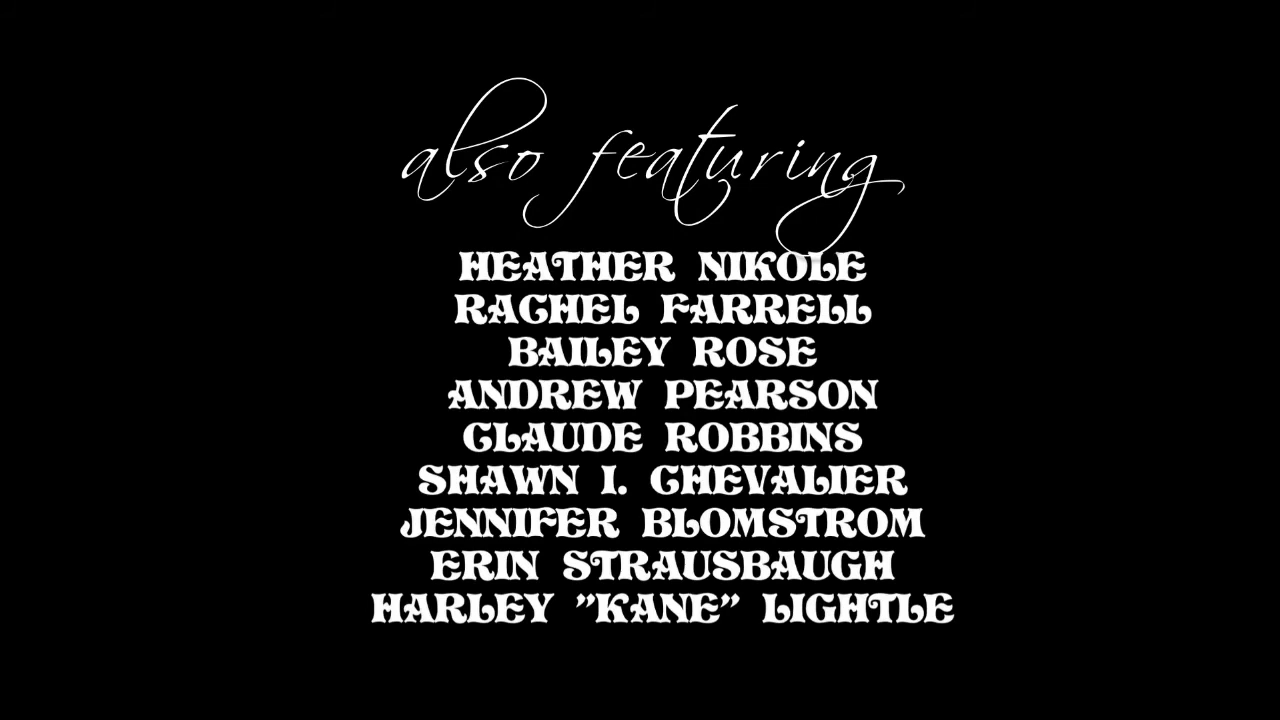 also featuring
HEATHER NIKOLE
RACHEL FARRELL
BAILEY ROSE
ANDREW PEARSON
CLAUDE ROBBINS
SHAWN I. CHEVALIER
JENNIFER BLOMSTROM
ERIN STRAUSBAUGH
HARLEY "KANE" LIGHTLE